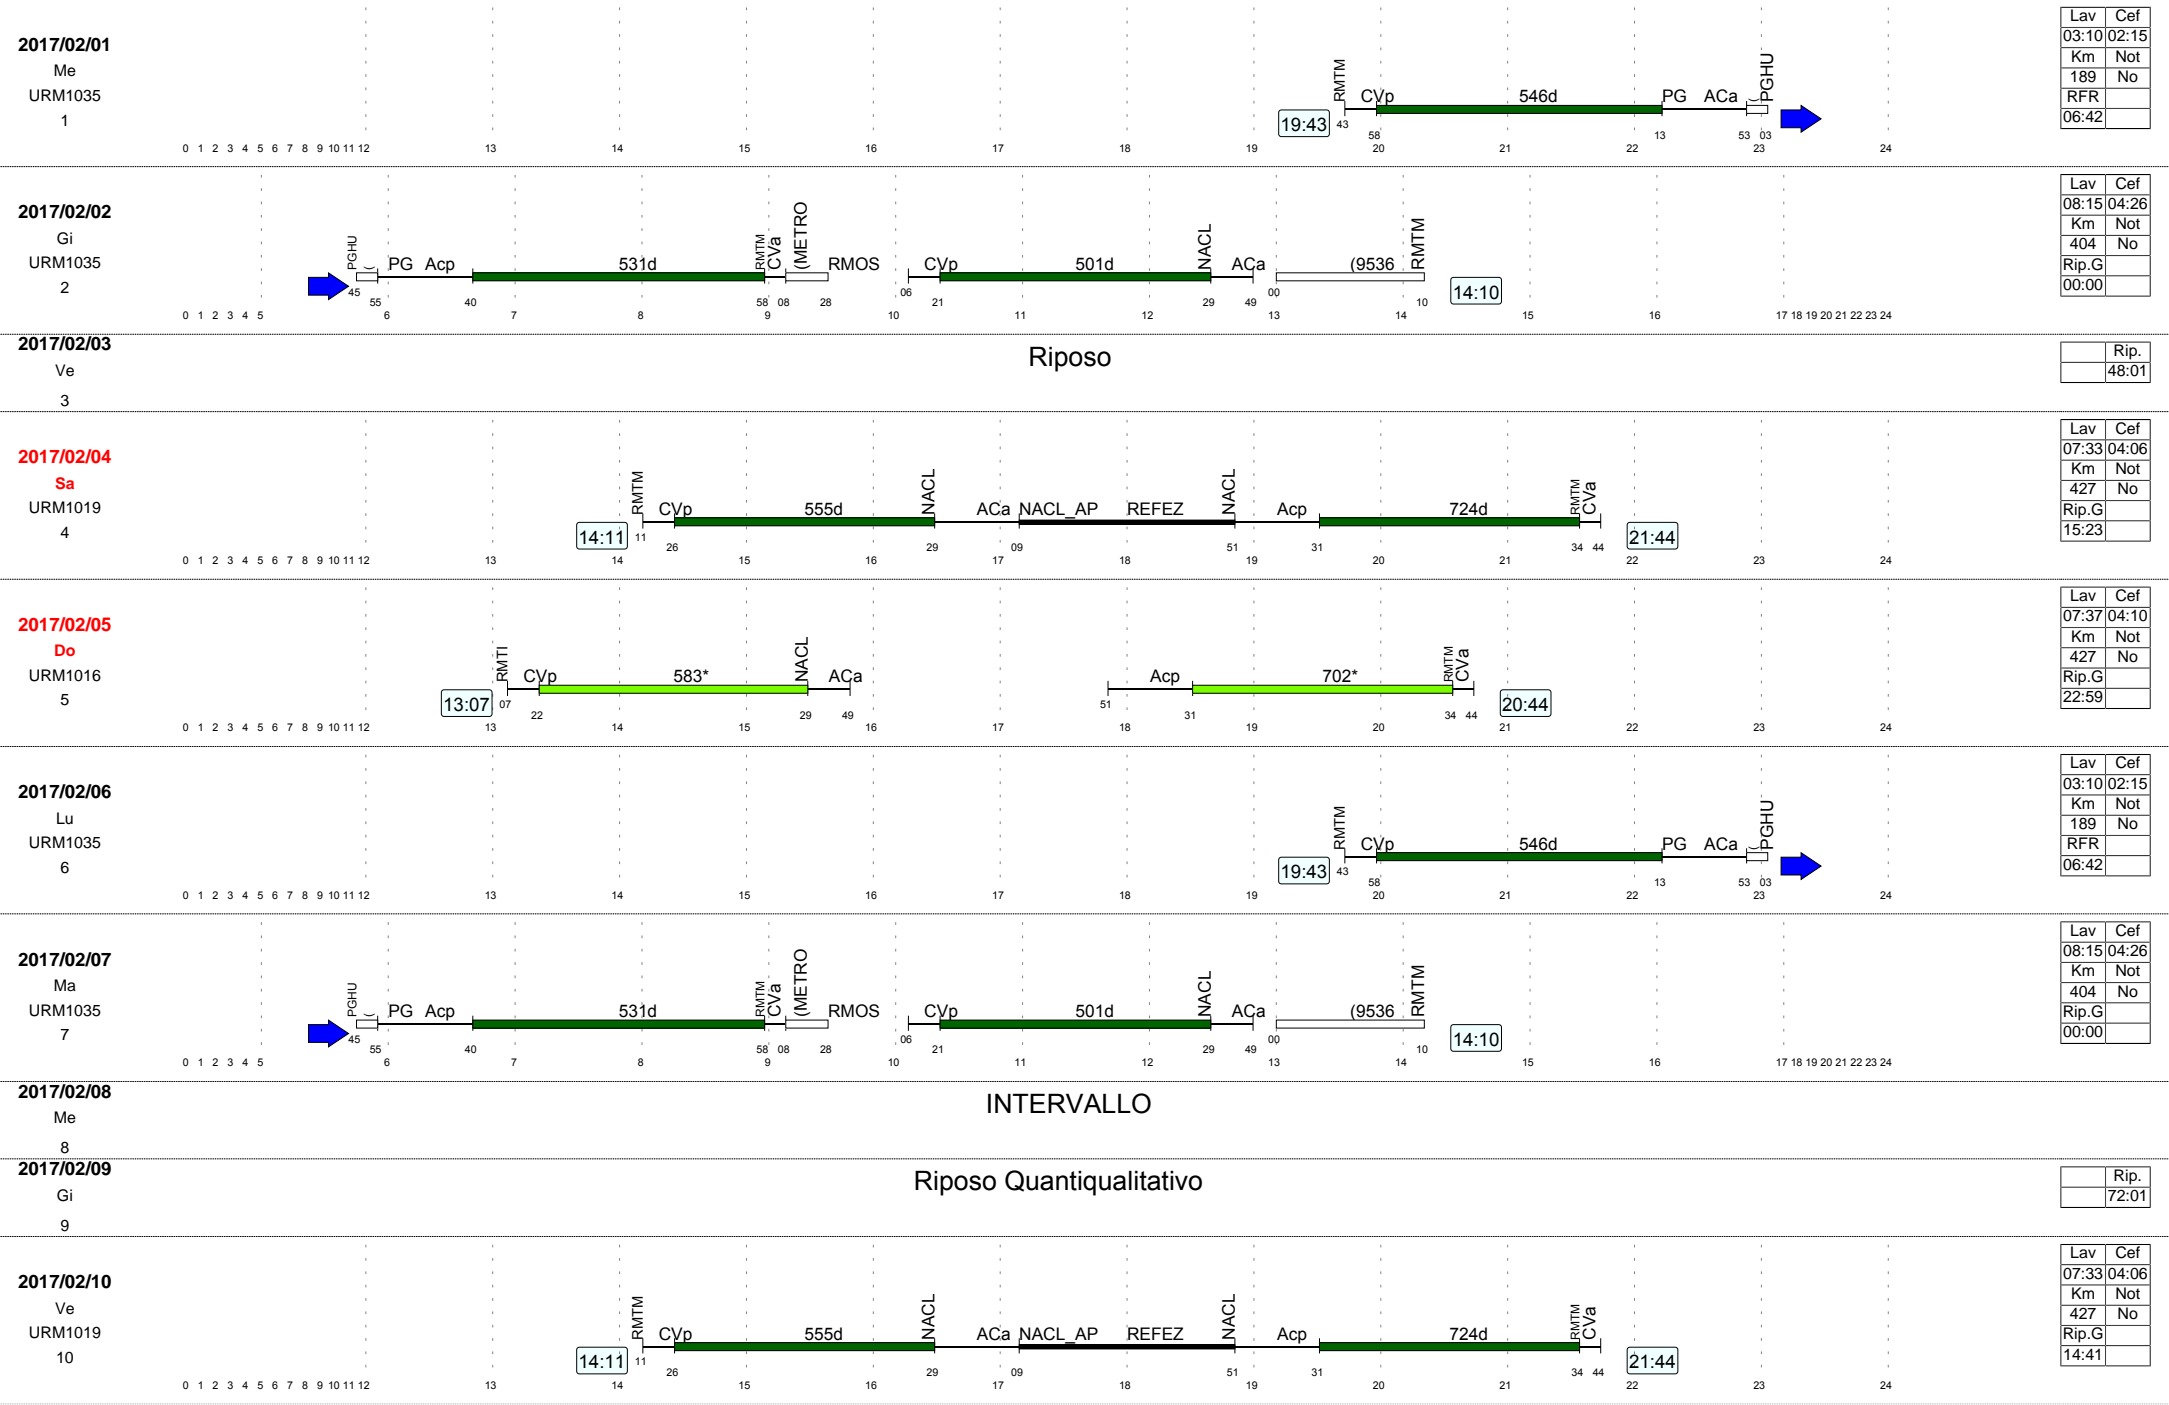 2017/02/01
Me
URM1035
1
19:43
RMTM
CVp 546d PG ACa ( PGHU
43 58 13 53 03
0 1 2 3 4 5 6 7 8 9 10 11 12 13 14 15 16 17 18 19 20 21 22 23 24
Lav Cef
03:10 02:15
Km Not
189 No
RFR
06:42
2017/02/02
Gi
URM1035
2
PGHU ( PG Acp 531d RMTM CVa (METRO RMOS CVp 501d NACL ACa (9536 RMTM
45 55 40 58 08 28 06 21 29 49 00 10
14:10
0 1 2 3 4 5 6 7 8 9 10 11 12 13 14 15 16 17 18 19 20 21 22 23 24
Lav Cef
08:15 04:26
Km Not
404 No
Rip.G
00:00
2017/02/03
Ve
3
Riposo
Rip.
48:01
2017/02/04
Sa
URM1019
4
14:11
RMTM CVp 555d NACL ACa NACL_AP REFEZ NACL Acp 724d RMTM CVa
11 26 29 09 51 31 34 44
21:44
0 1 2 3 4 5 6 7 8 9 10 11 12 13 14 15 16 17 18 19 20 21 22 23 24
Lav Cef
07:33 04:06
Km Not
427 No
Rip.G
15:23
2017/02/05
Do
URM1016
5
13:07
RMTI CVp 583* NACL ACa Acp 702* RMTM CVa
07 22 29 49 51 31 34 44
20:44
0 1 2 3 4 5 6 7 8 9 10 11 12 13 14 15 16 17 18 19 20 21 22 23 24
Lav Cef
07:37 04:10
Km Not
427 No
Rip.G
22:59
2017/02/06
Lu
URM1035
6
19:43
RMTM CVp 546d PG ACa ( PGHU
43 58 13 53 03
0 1 2 3 4 5 6 7 8 9 10 11 12 13 14 15 16 17 18 19 20 21 22 23 24
Lav Cef
03:10 02:15
Km Not
189 No
RFR
06:42
2017/02/07
Ma
URM1035
7
PGHU ( PG Acp 531d RMTM CVa (METRO RMOS CVp 501d NACL ACa (9536 RMTM
45 55 40 58 08 28 06 21 29 49 00 10
14:10
0 1 2 3 4 5 6 7 8 9 10 11 12 13 14 15 16 17 18 19 20 21 22 23 24
Lav Cef
08:15 04:26
Km Not
404 No
Rip.G
00:00
2017/02/08
Me
8
INTERVALLO
2017/02/09
Gi
9
Riposo Quantiqualitativo
Rip.
72:01
2017/02/10
Ve
URM1019
10
14:11
RMTM CVp 555d NACL ACa NACL_AP REFEZ NACL Acp 724d RMTM CVa
11 26 29 09 51 31 34 44
21:44
0 1 2 3 4 5 6 7 8 9 10 11 12 13 14 15 16 17 18 19 20 21 22 23 24
Lav Cef
07:33 04:06
Km Not
427 No
Rip.G
14:41